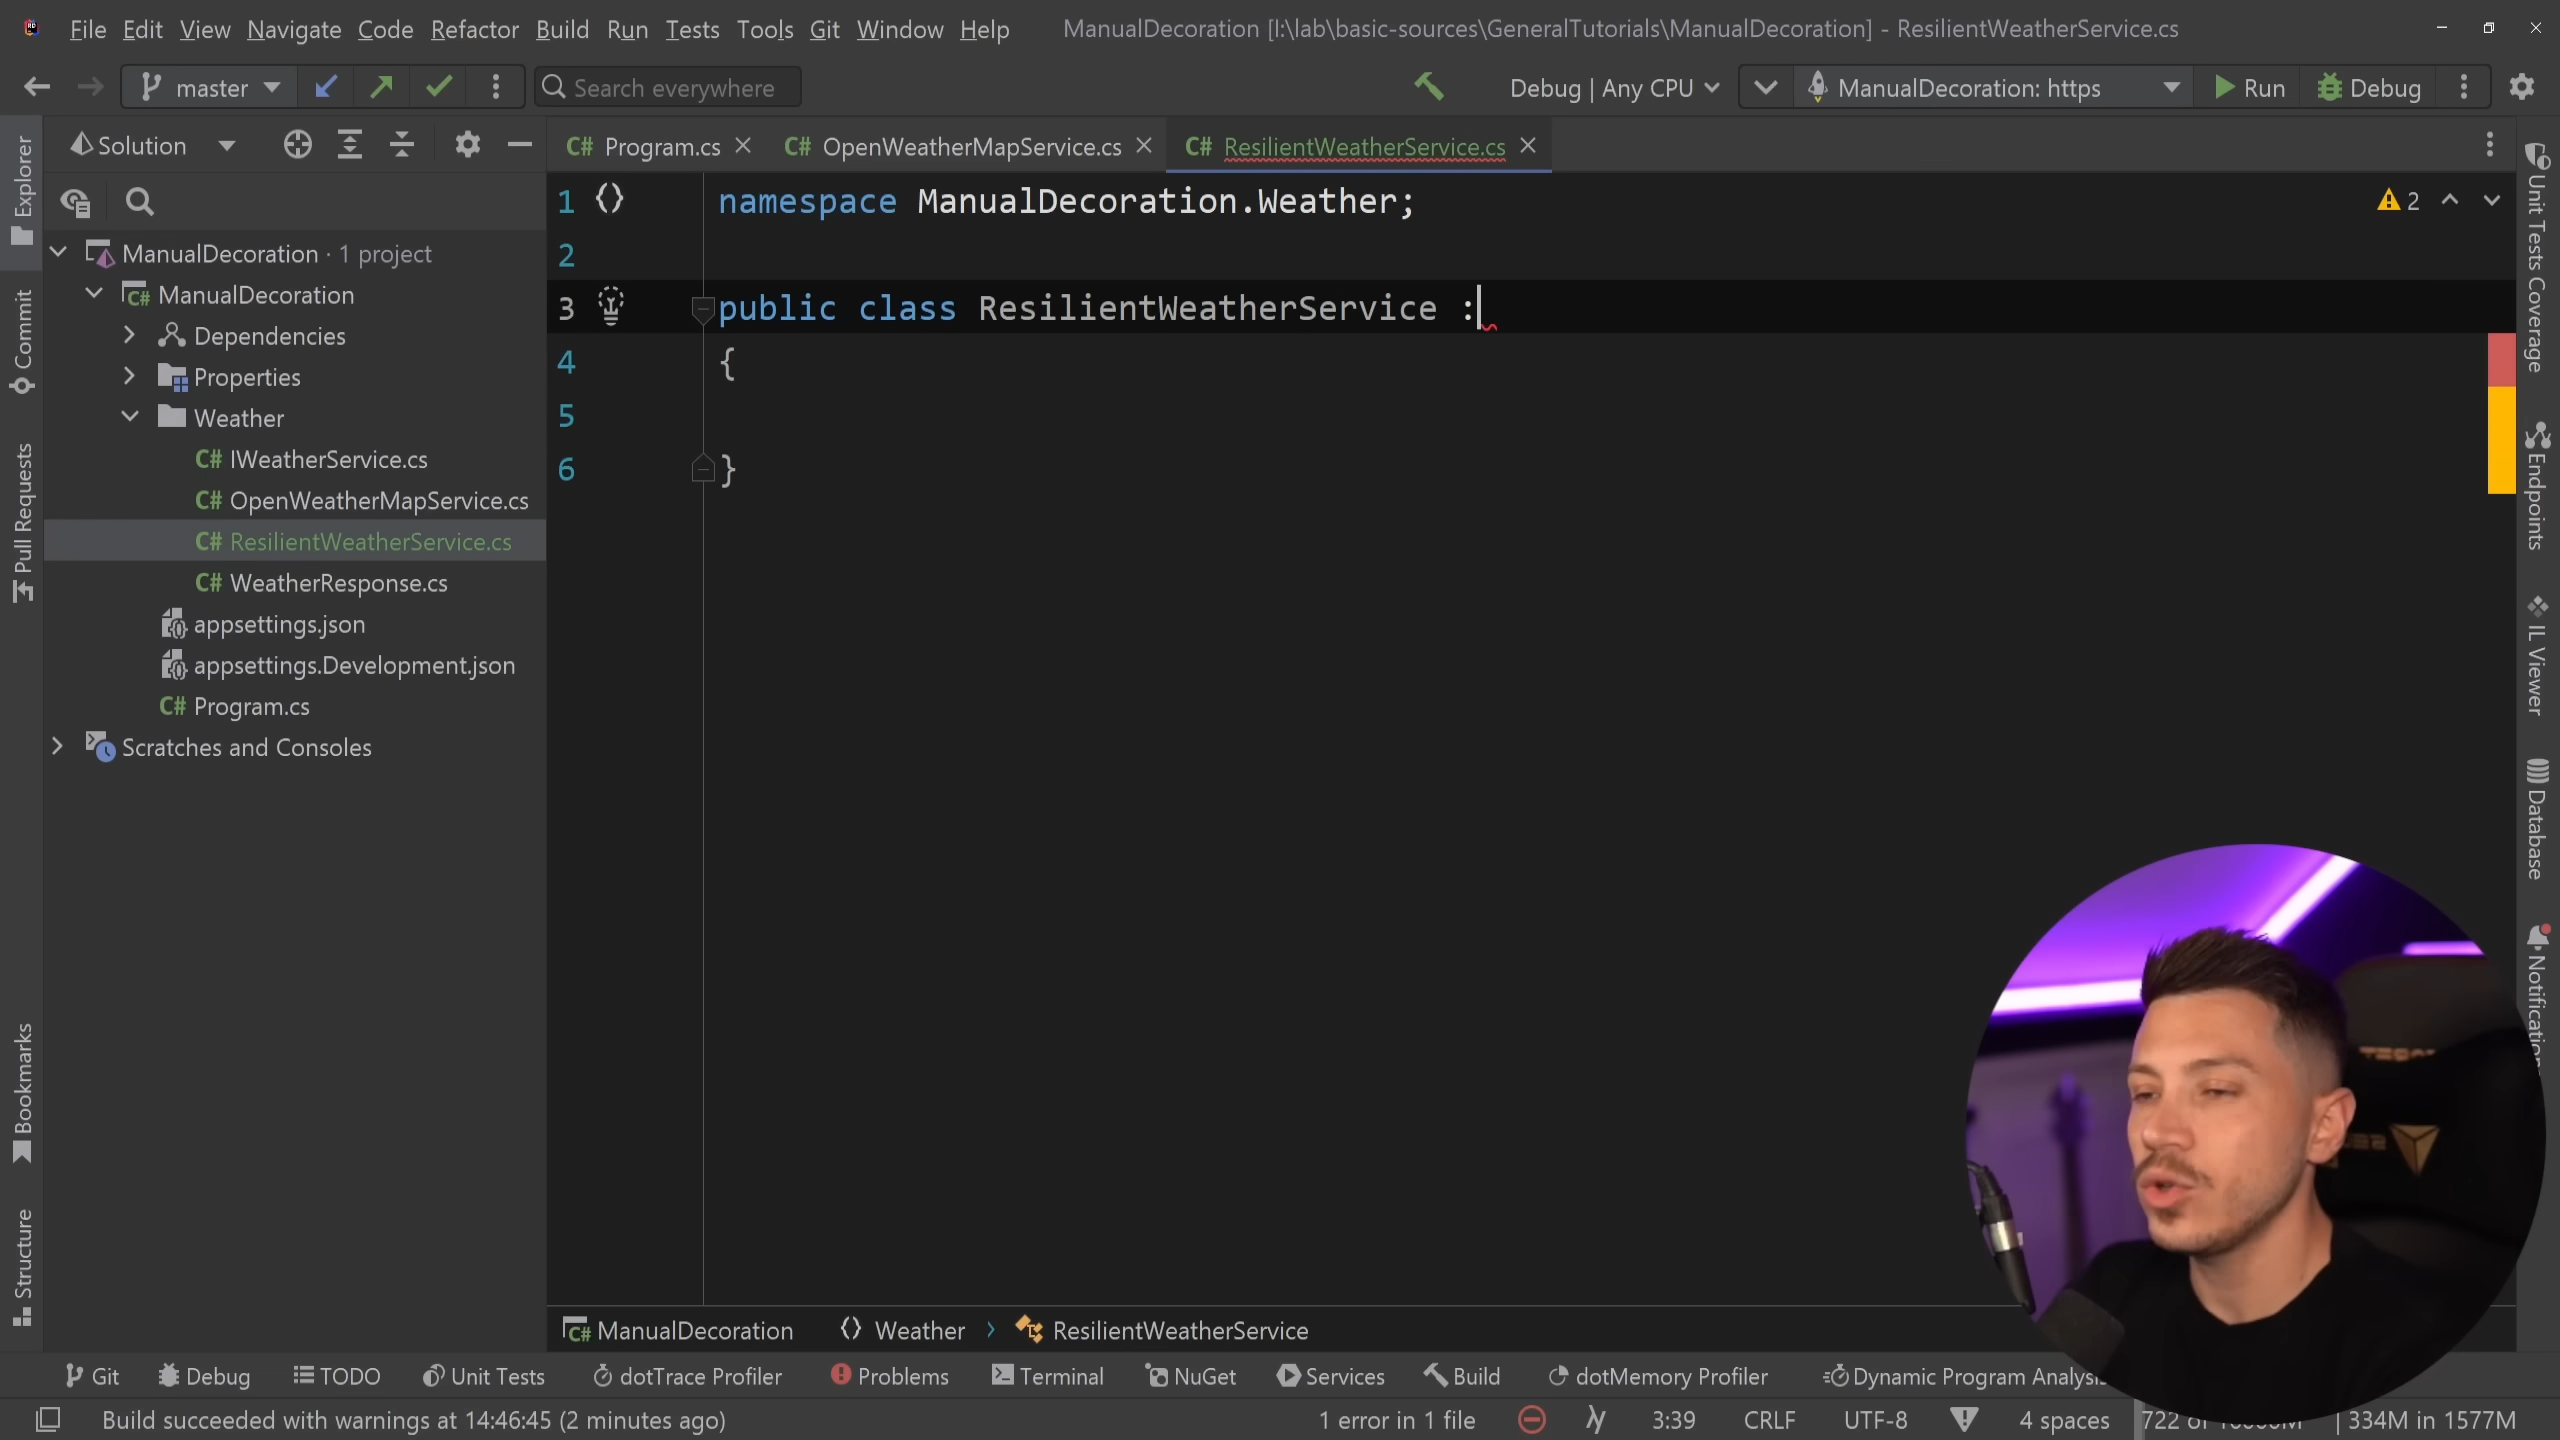 File Edit View Navigate Code Refactor Build Run Tests Tools Git Window Help
ManualDecoration [I:\lab\basic-sources\GeneralTutorials\ManualDecoration] - ResilientWeatherService.cs
master
Search everywhere
Debug | Any CPU
ManualDecoration: https
Run
Debug
Solution
C# Program.cs
C# OpenWeatherMapService.cs
C# ResilientWeatherService.cs
Explorer
Commit
Pull Requests
Bookmarks
Structure
ManualDecoration · 1 project
C# ManualDecoration
Dependencies
Properties
Weather
C# IWeatherService.cs
C# OpenWeatherMapService.cs
C# ResilientWeatherService.cs
C# WeatherResponse.cs
appsettings.json
appsettings.Development.json
C# Program.cs
Scratches and Consoles
1 namespace ManualDecoration.Weather;
2
3 public class ResilientWeatherService :
4 {
5
6 }
2
Unit Tests Coverage
Endpoints
IL Viewer
Database
C# ManualDecoration
Weather
ResilientWeatherService
Git
Debug
TODO
Unit Tests
dotTrace Profiler
Problems
Terminal
NuGet
Services
Build
dotMemory Profiler
Dynamic Program
Build succeeded with warnings at 14:46:45 (2 minutes ago)
1 error in 1 file
3:39
CRLF
UTF-8
4 spaces
334M in 1577M